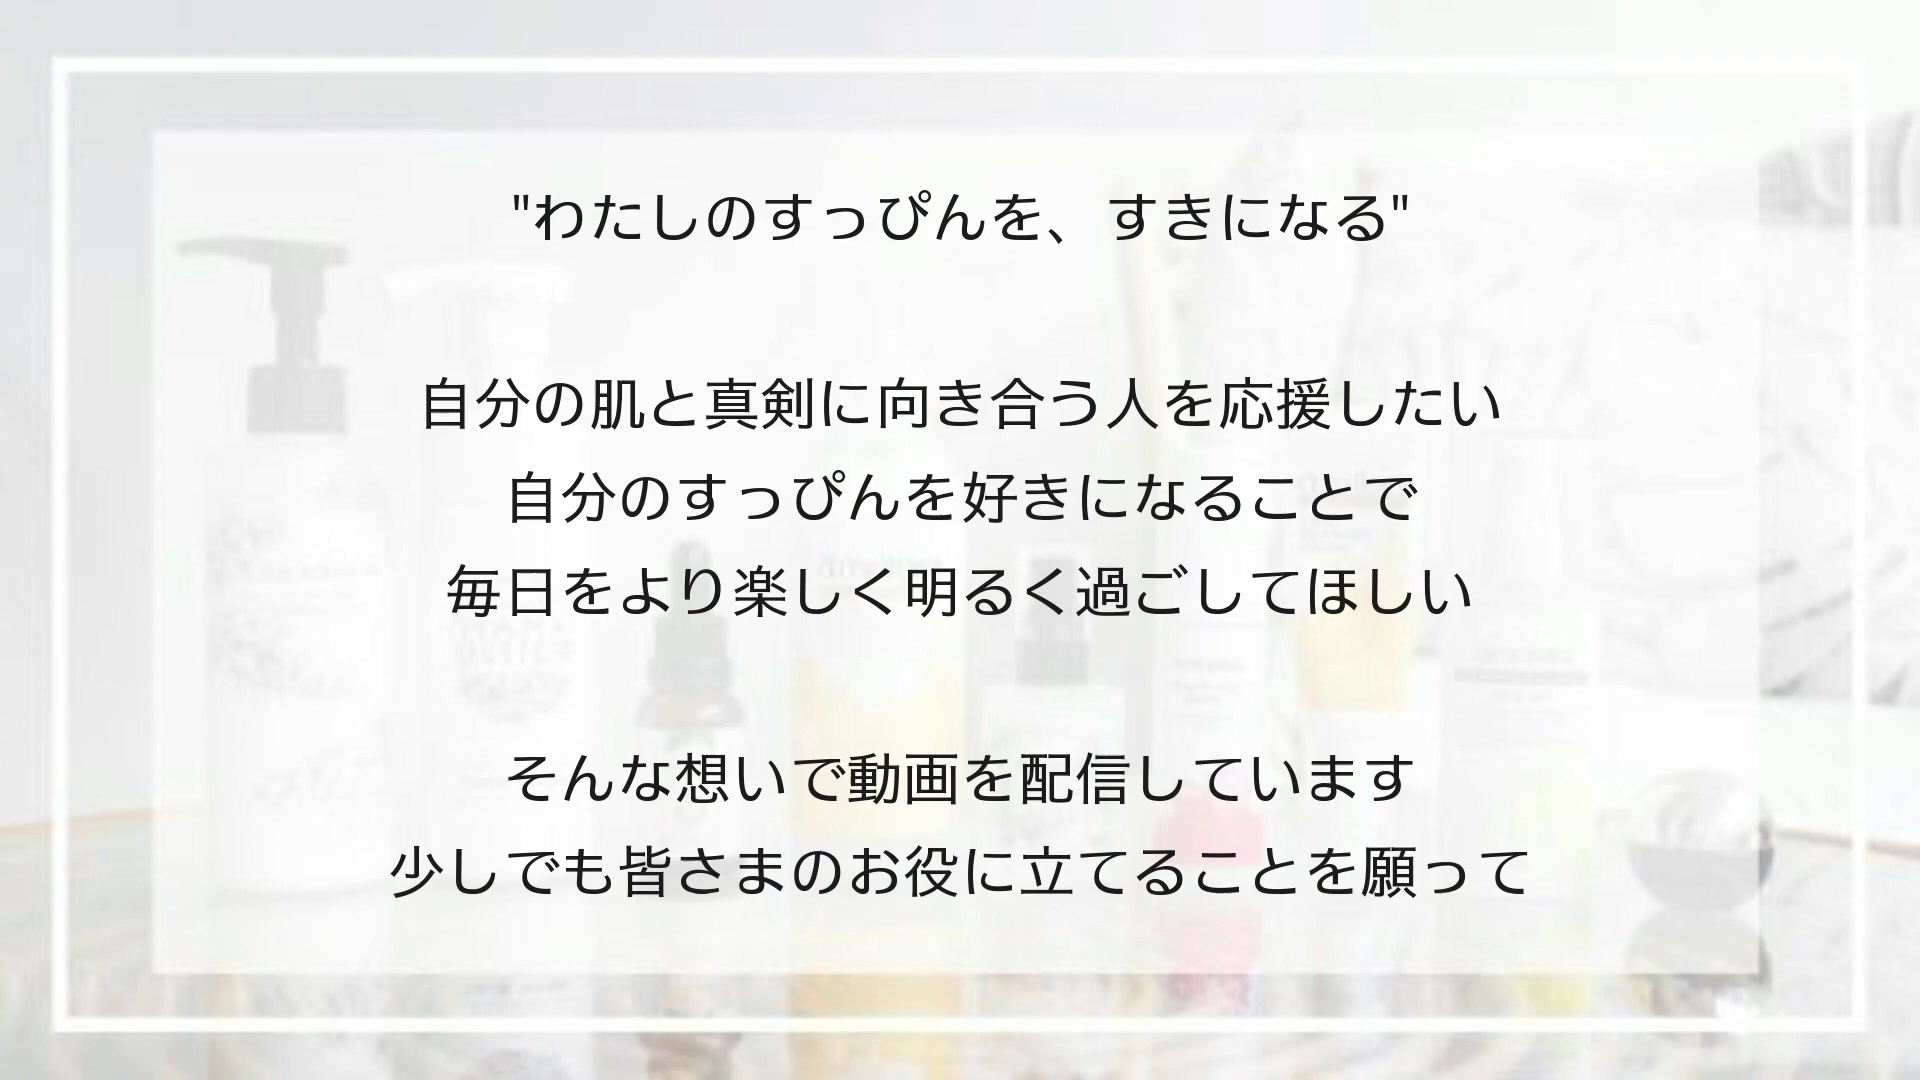 "わたしのすっぴんを、すきになる"
自分の肌と真剣に向き合う人を応援したい
自分のすっぴんを好きになることで
毎日をより楽しく明るく過ごしてほしい
そんな想いで動画を配信しています
少しでも皆さまのお役に立てることを願って